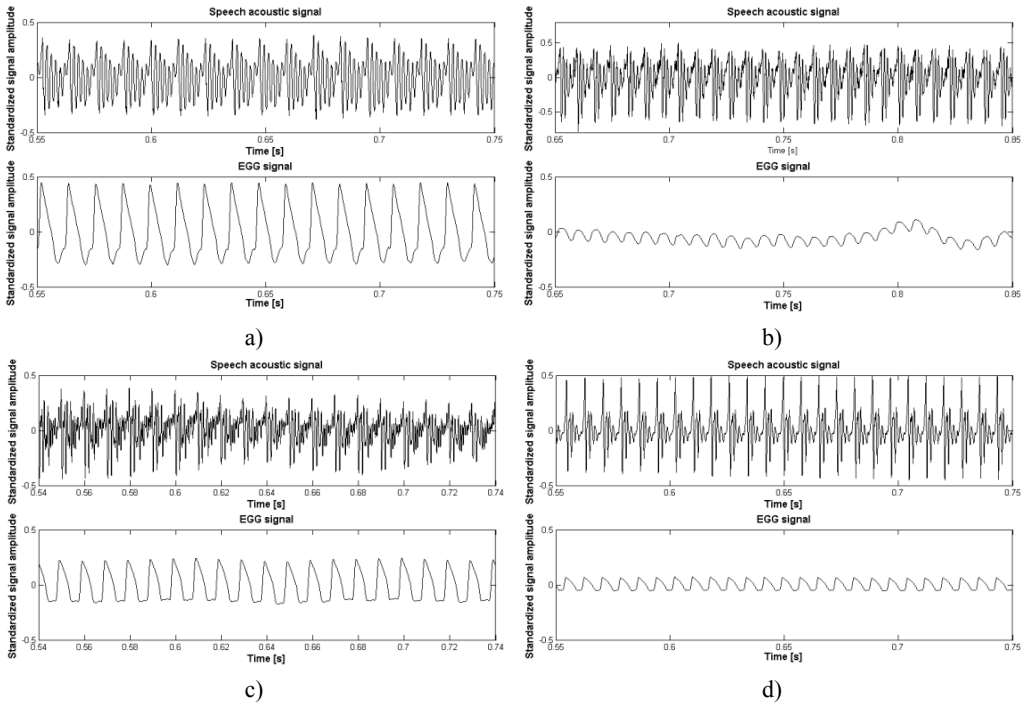 Speech acoustic signal
Standardized signal amplitude
0.5
0
-0.5
0.55 0.6 0.65 0.7 0.75
Time [s]
EGG signal
Standardized signal amplitude
0.5
0
-0.5
0.55 0.6 0.65 0.7 0.75
Time [s]
a)
Speech acoustic signal
Standardized signal amplitude
0.5
0
-0.5
0.65 0.7 0.75 0.8 0.85
Time [s]
EGG signal
Standardized signal amplitude
0.5
0
-0.5
0.65 0.7 0.75 0.8 0.85
Time [s]
b)
Speech acoustic signal
Standardized signal amplitude
0.5
0
-0.5
0.54 0.56 0.58 0.6 0.62 0.64 0.66 0.68 0.7 0.72 0.74
Time [s]
EGG signal
Standardized signal amplitude
0.5
0
-0.5
0.54 0.56 0.58 0.6 0.62 0.64 0.66 0.68 0.7 0.72 0.74
Time [s]
c)
Speech acoustic signal
Standardized signal amplitude
0.5
0
-0.5
0.55 0.6 0.65 0.7 0.75
Time [s]
EGG signal
Standardized signal amplitude
0.5
0
-0.5
0.55 0.6 0.65 0.7 0.75
Time [s]
d)